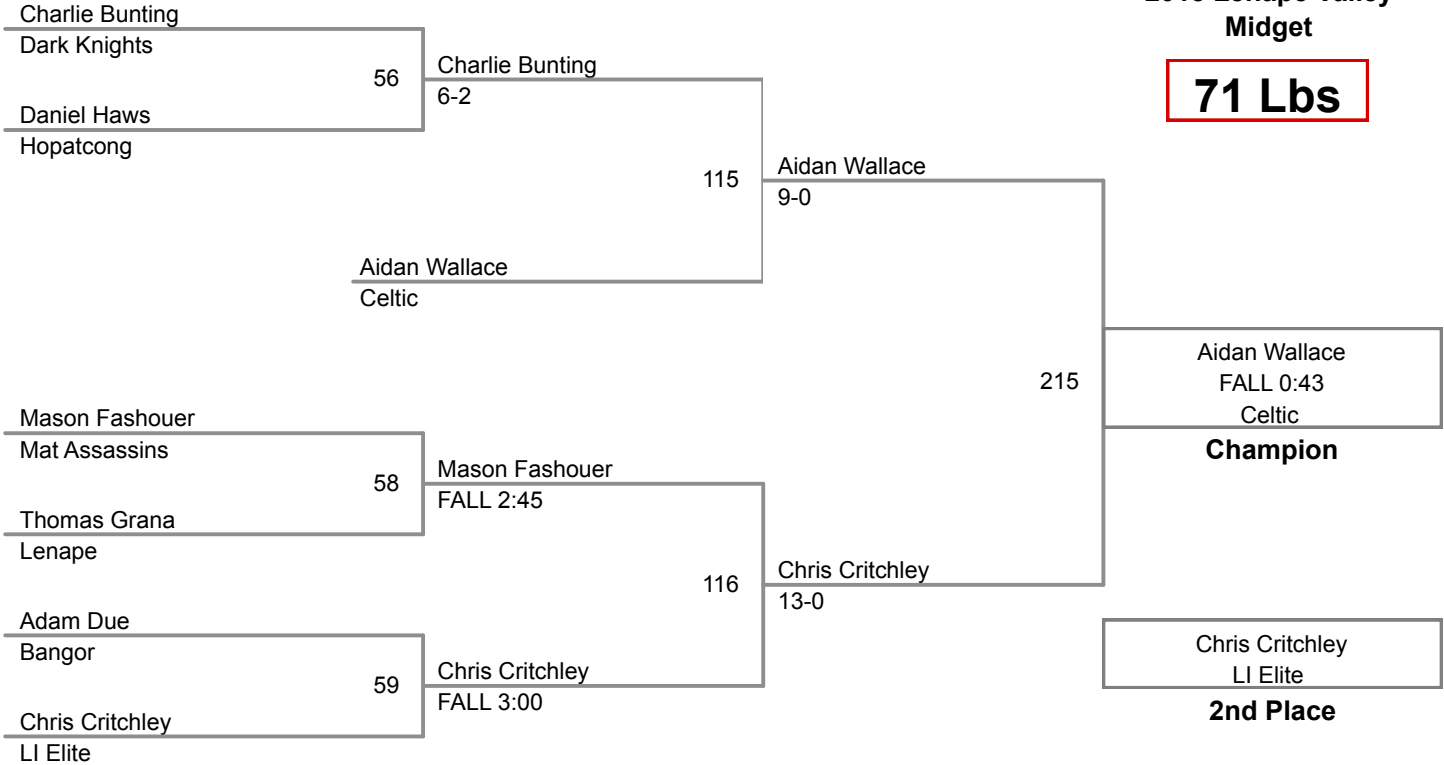 Midget
71 Lbs
Charlie Bunting
Dark Knights
56
Daniel Haws
Hopatcong
Charlie Bunting
6-2
115
Aidan Wallace
Celtic
Aidan Wallace
9-0
215
Mason Fashouer
Mat Assassins
58
Thomas Grana
Lenape
Mason Fashouer
FALL 2:45
116
Adam Due
Bangor
59
Chris Critchley
LI Elite
Chris Critchley
FALL 3:00
Chris Critchley
13-0
Aidan Wallace
FALL 0:43
Celtic
Champion
Chris Critchley
LI Elite
2nd Place